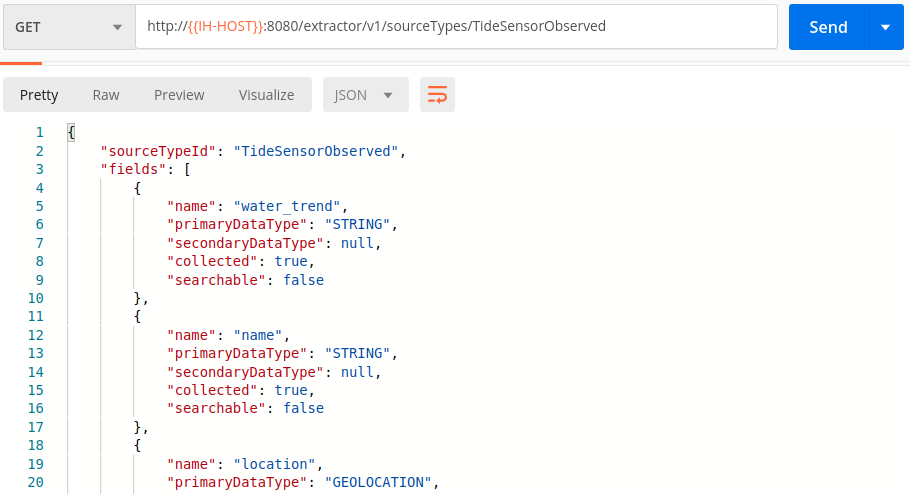 GET http://{{IH-HOST}}:8080/extractor/v1/sourceTypes/TideSensorObserved Send
Pretty Raw Preview Visualize JSON
1 {
2 "sourceTypeId": "TideSensorObserved",
3 "fields": [
4 {
5 "name": "water_trend",
6 "primaryDataType": "STRING",
7 "secondaryDataType": null,
8 "collected": true,
9 "searchable": false
10 },
11 {
12 "name": "name",
13 "primaryDataType": "STRING",
14 "secondaryDataType": null,
15 "collected": true,
16 "searchable": false
17 },
18 {
19 "name": "location",
20 "primaryDataType": "GEOLOCATION",